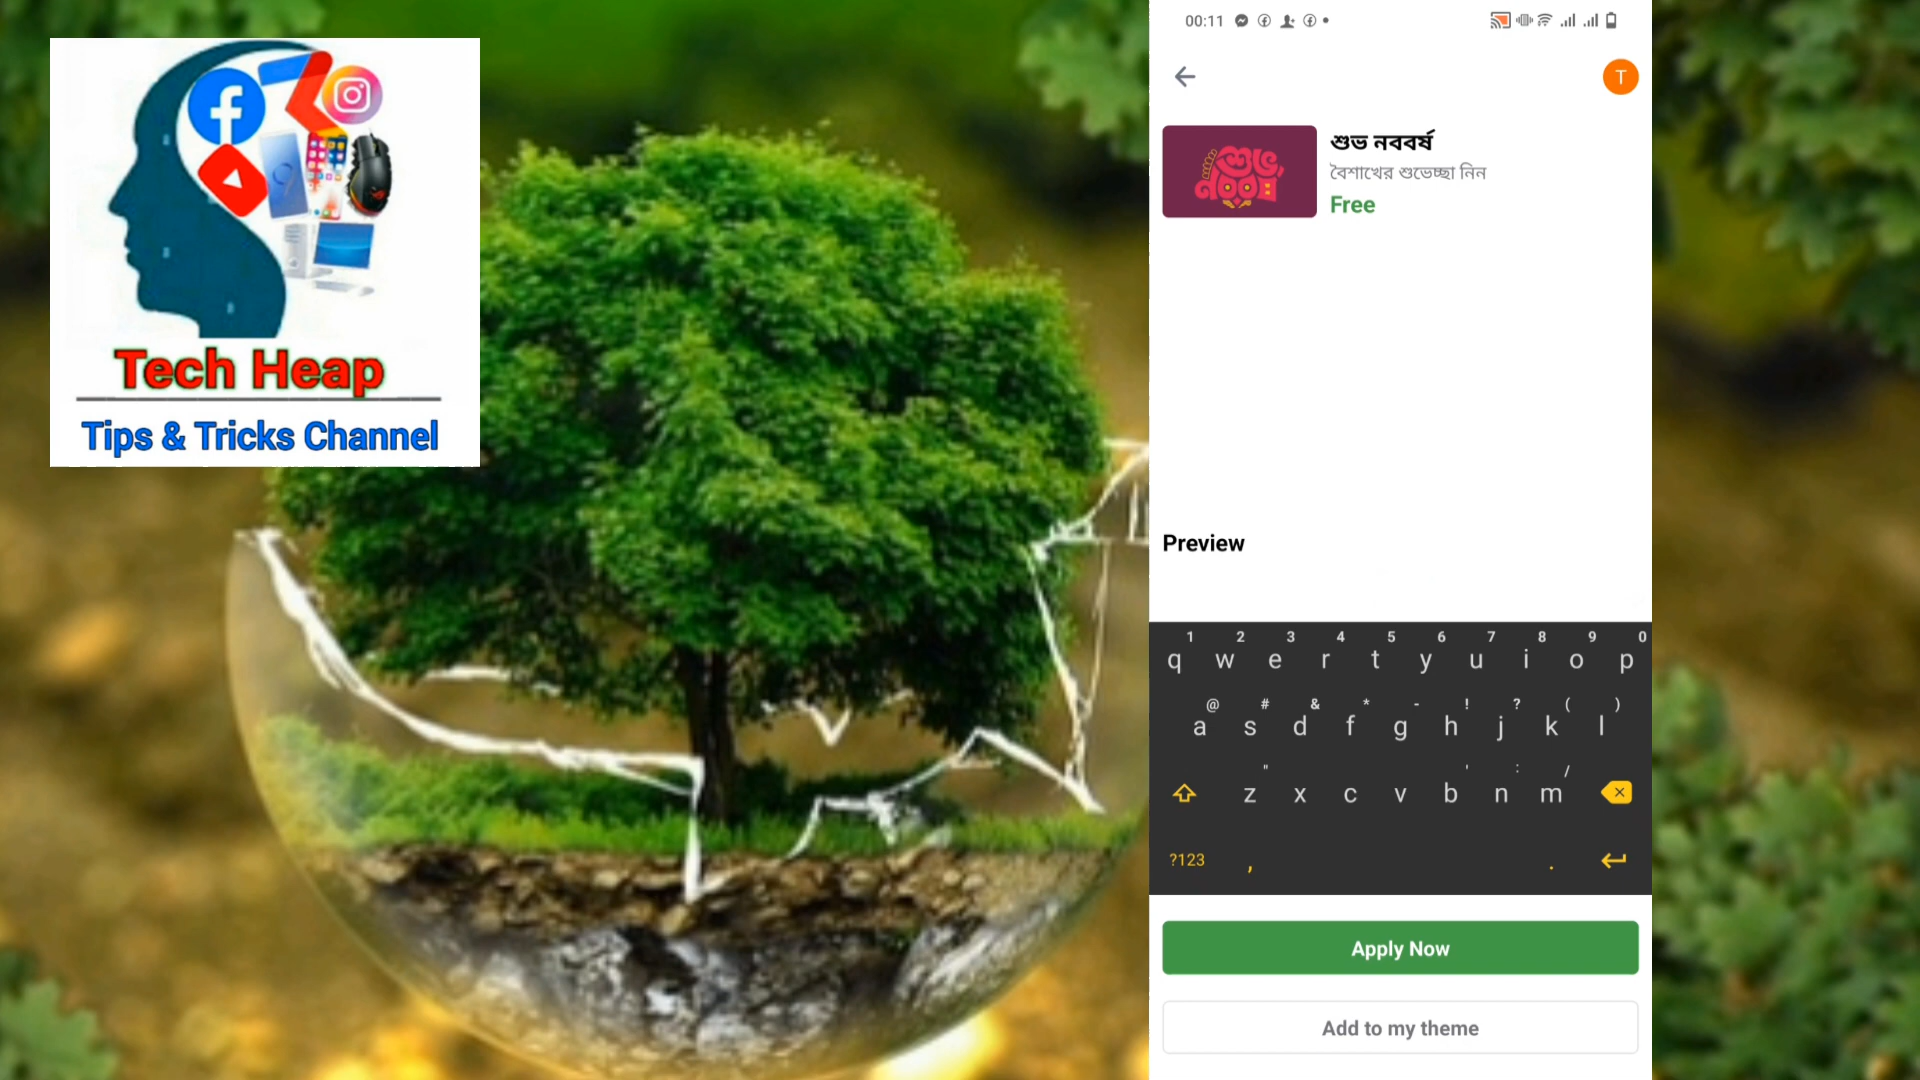 Tech Heap
Tips & Tricks Channel
00:11
T
শুভ নববর্ষ
বৈশাখের শুভেচ্ছা নিন
Free
শুভ
নববর্ষ
Preview
1 2 3 4 5 6 7 8 9 0
q w e r t y u i o p
@ # & * - ! ? ( )
a s d f g h j k l
" ' : /
z x c v b n m
?123 , .
Apply Now
Add to my theme